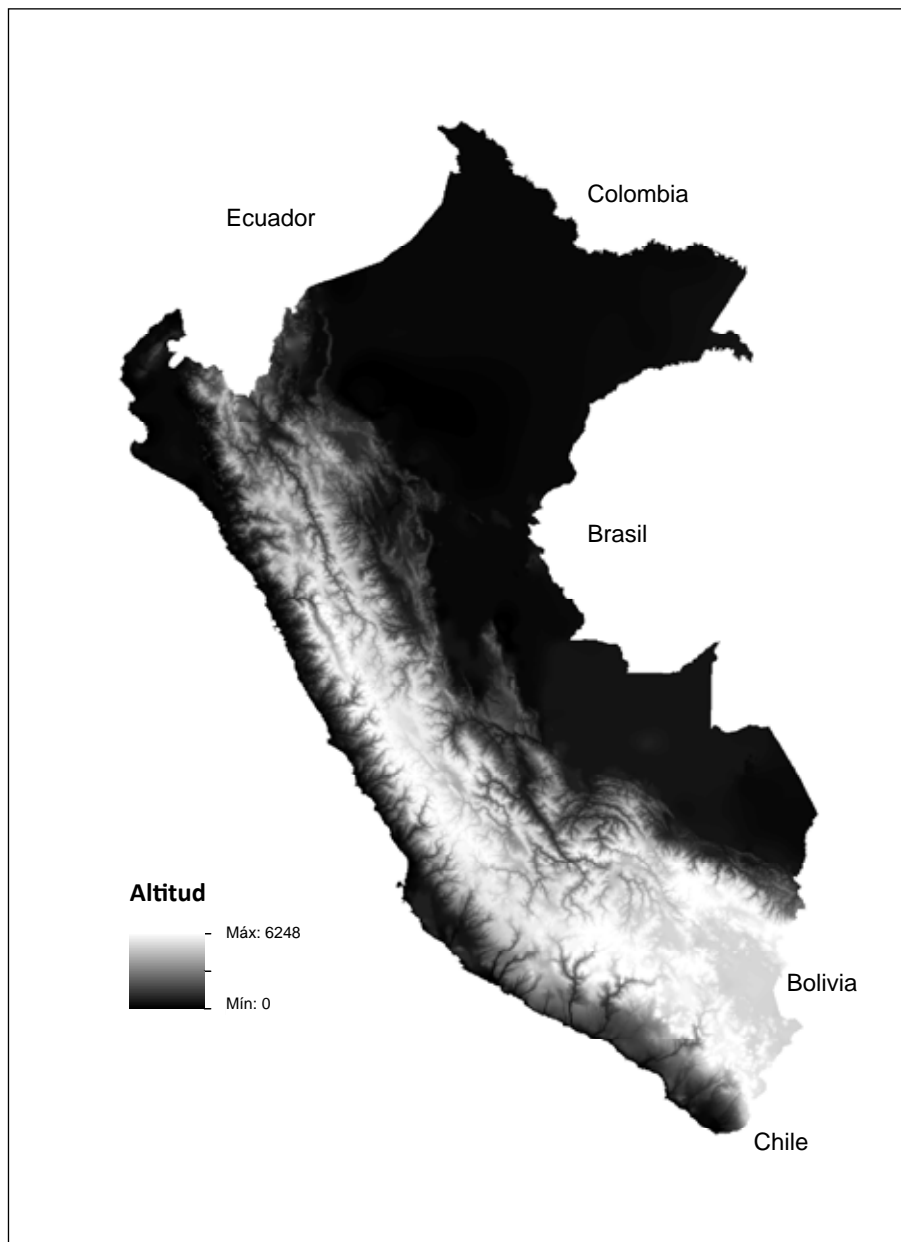 Colombia
Ecuador
Brasil
Altitud
Máx: 6248
Mín: 0
Bolivia
Chile